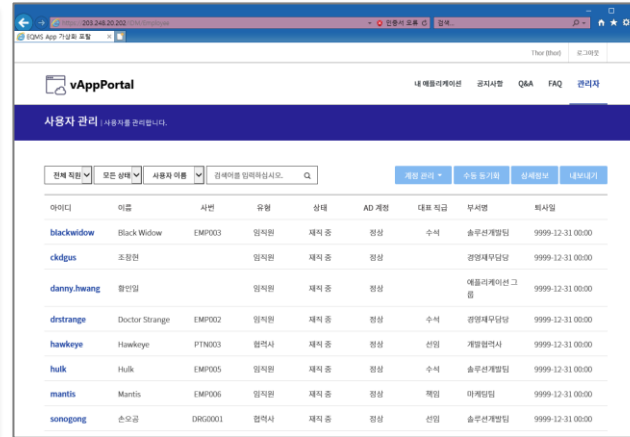 https://203.248.20.202/
인증서 오류
검색...
EQMS App 가상화 포탈
Thor (thor) 로그아웃
vAppPortal
내 애플리케이션 공지사항 Q&A FAQ 관리자
사용자 관리 | 사용자를 관리합니다.
전체 직원 모든 상태 사용자 이름 검색어를 입력하십시오. 계정 관리 수동 동기화 상세정보 내보내기
아이디 이름 사번 유형 상태 AD 계정 대표 직급 부서명 퇴사일
blackwidow Black Widow EMP003 임직원 재직 중 정상 수석 솔루션개발팀 9999-12-31 00:00
ckdgus 조창현 임직원 재직 중 정상 경영재무담당 9999-12-31 00:00
danny.hwang 황인일 임직원 재직 중 정상 애플리케이션 그룹 9999-12-31 00:00
drstrange Doctor Strange EMP002 임직원 재직 중 정상 수석 경영재무담당 9999-12-31 00:00
hawkeye Hawkeye PTN003 협력사 재직 중 정상 선임 개발협력사 9999-12-31 00:00
hulk Hulk EMP005 임직원 재직 중 정상 선임 솔루션개발팀 9999-12-31 00:00
mantis Mantis EMP006 임직원 재직 중 정상 책임 마케팅팀 9999-12-31 00:00
sonogong 손오공 DRG0001 협력사 재직 중 정상 선임 솔루션개발팀 9999-12-31 00:00